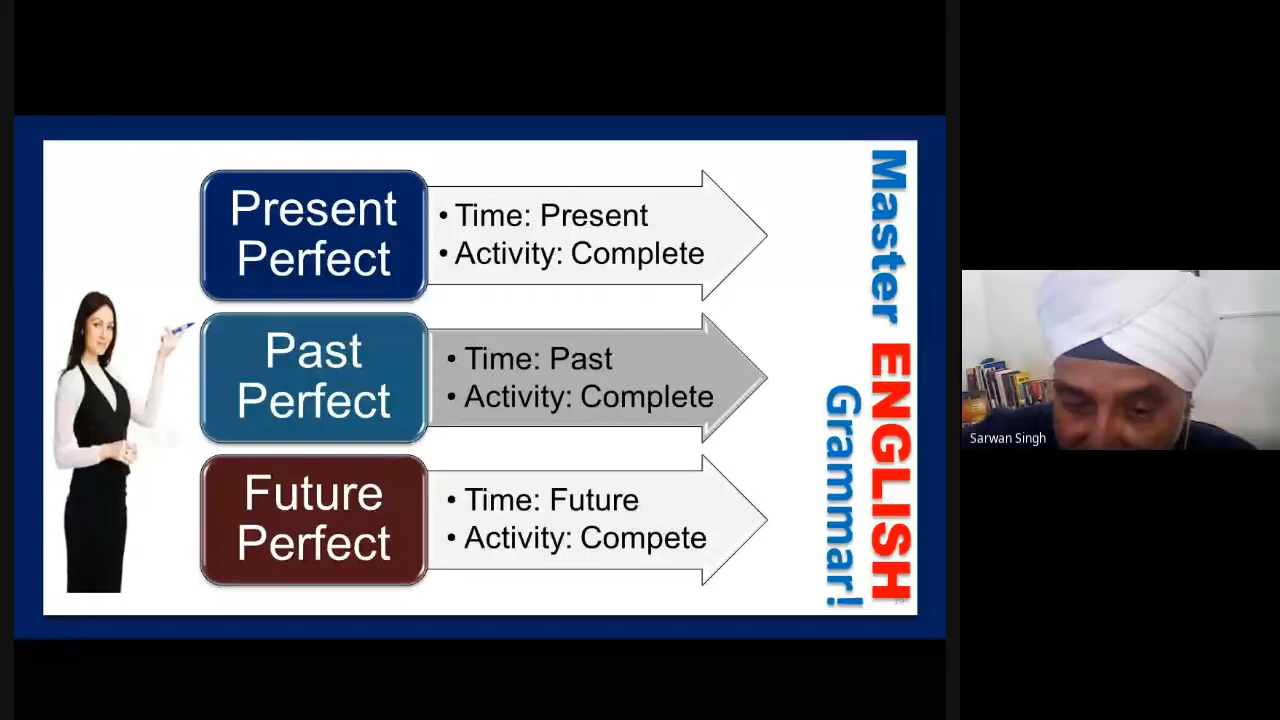 Present
Perfect
• Time: Present
• Activity: Complete
Past
Perfect
• Time: Past
• Activity: Complete
Future
Perfect
• Time: Future
• Activity: Compete
Master ENGLISH
Grammar!
Sarwan Singh